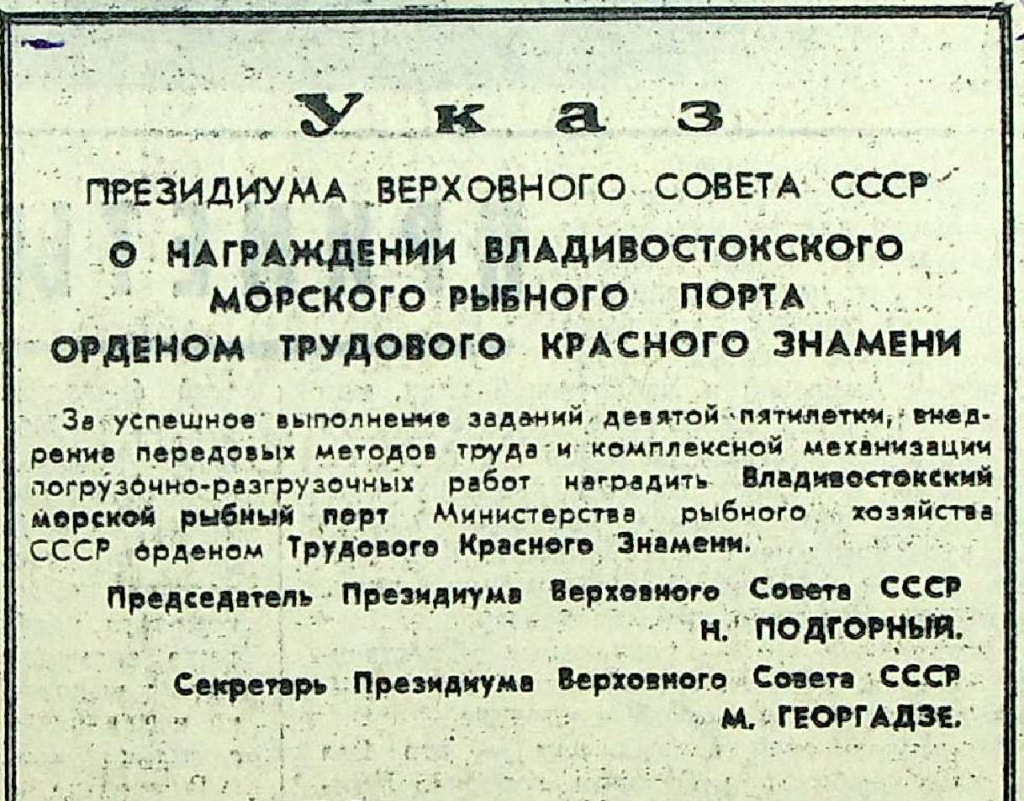 Указ
ПРЕЗИДИУМА ВЕРХОВНОГО СОВЕТА СССР
О НАГРАЖДЕНИИ ВЛАДИВОСТОКСКОГО
МОРСКОГО РЫБНОГО ПОРТА
ОРДЕНОМ ТРУДОВОГО КРАСНОГО ЗНАМЕНИ
За успешное выполнение заданий девятой пятилетки, внед-
рение передовых методов труда и комплексной механизации
погрузочно-разгрузочных работ наградить Владивостокский
морской рыбный порт Министерства рыбного хозяйства
СССР орденом Трудового Красного Знамени.
Председатель Президиума Верховного Совета СССР
Н. ПОДГОРНЫЙ.
Секретарь Президиума Верховного Совета СССР
М. ГЕОРГАДЗЕ.